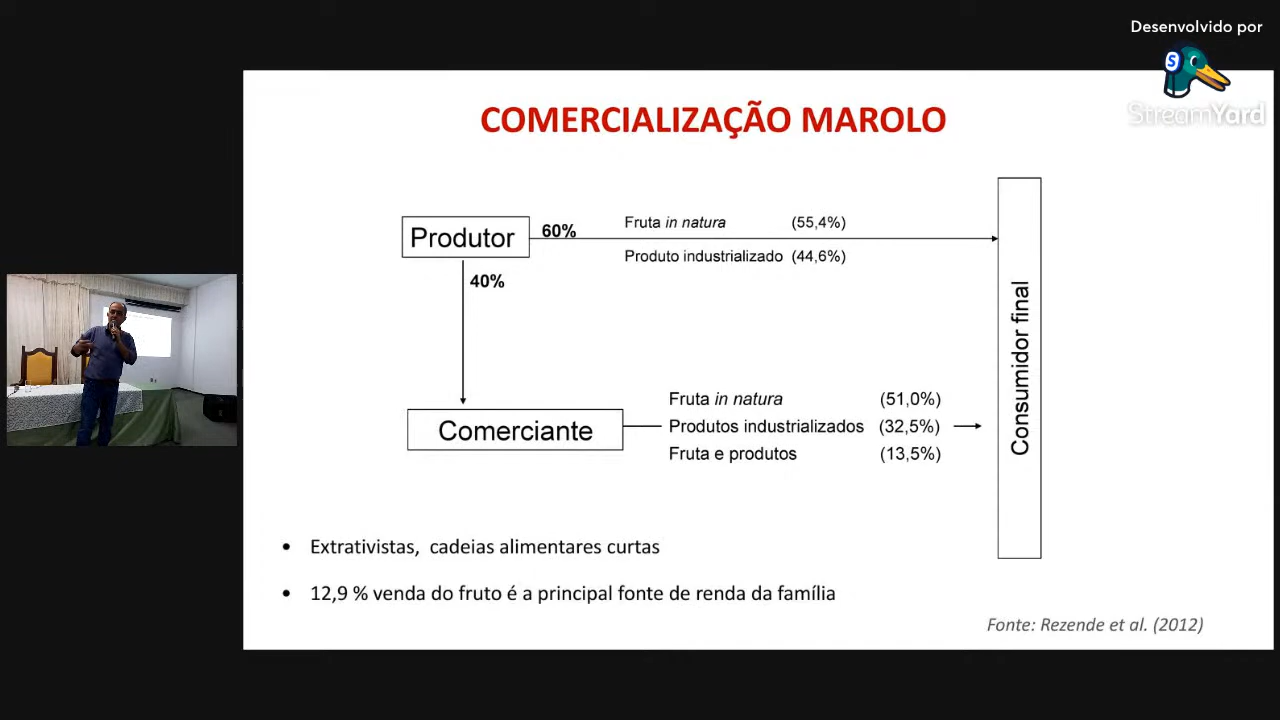 Desenvolvido por
StreamYard
COMERCIALIZAÇÃO MAROLO
Produtor
60%
Fruta in natura (55,4%)
Produto industrializado (44,6%)
40%
Comerciante
Fruta in natura (51,0%)
Produtos industrializados (32,5%)
Fruta e produtos (13,5%)
Consumidor final
• Extrativistas, cadeias alimentares curtas
• 12,9 % venda do fruto é a principal fonte de renda da família
Fonte: Rezende et al. (2012)